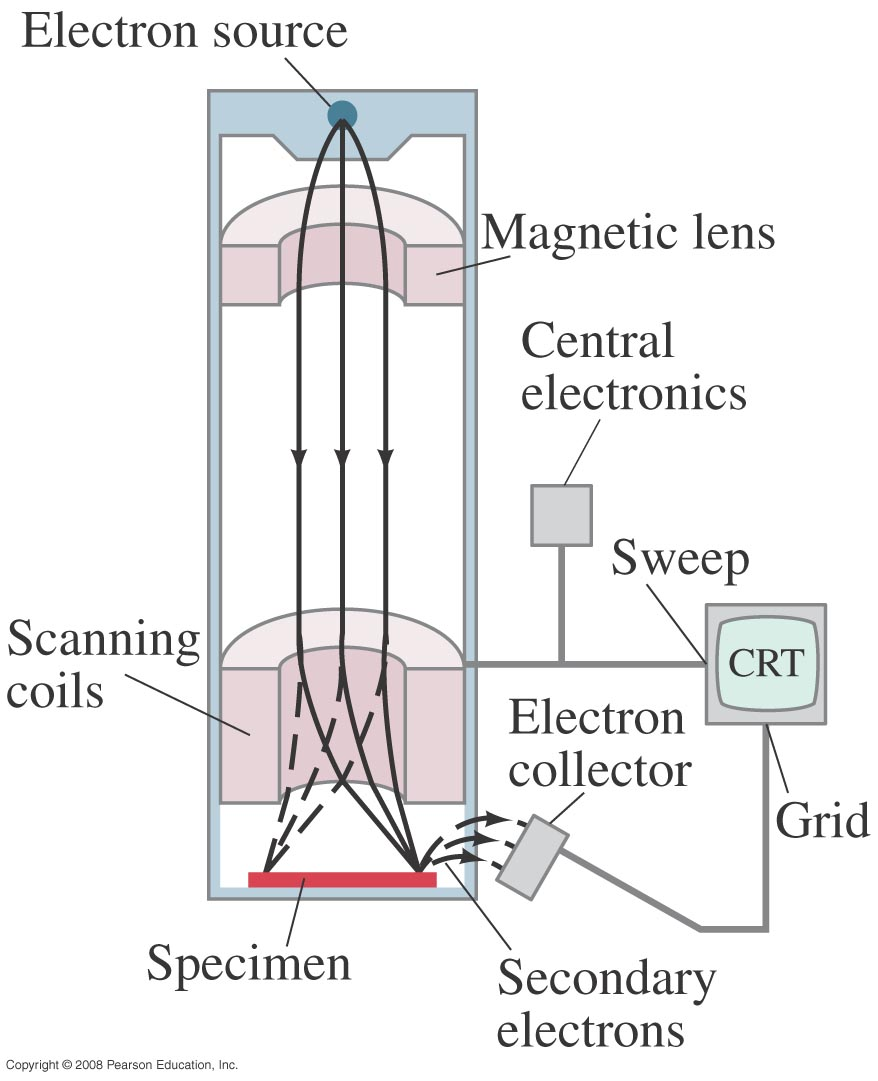 Electron source
Magnetic lens
Central
electronics
Sweep
Scanning
coils
CRT
Electron
collector
Grid
Specimen
Secondary
electrons
Copyright © 2008 Pearson Education, Inc.